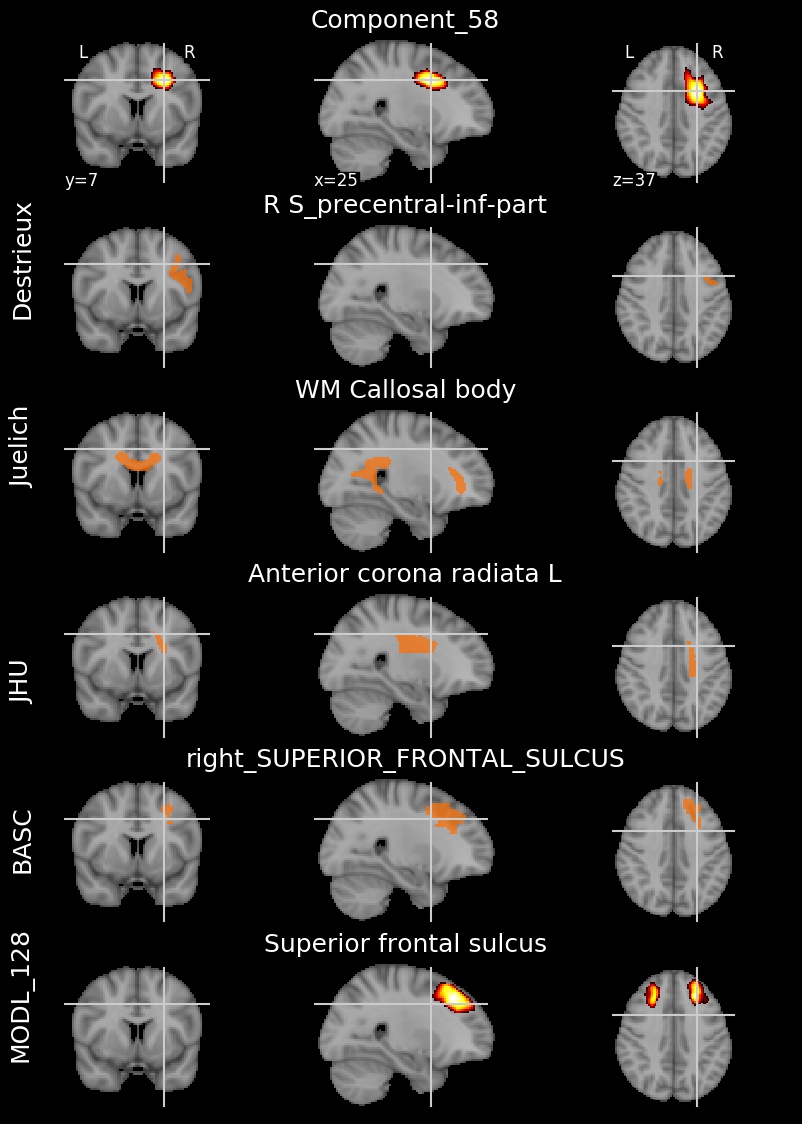 Component_58
L R L R
y=7 x=25 z=37
Destrieux
R S_precentral-inf-part
Juelich
WM Callosal body
JHU
Anterior corona radiata L
BASC
right_SUPERIOR_FRONTAL_SULCUS
MODL_128
Superior frontal sulcus